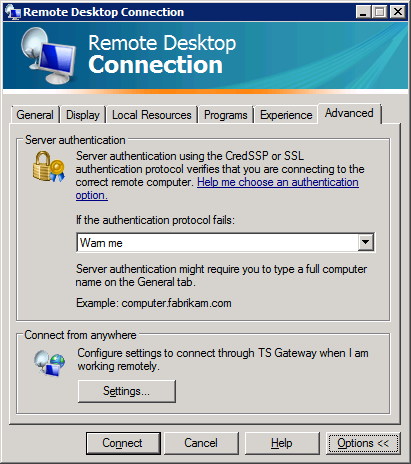 Remote Desktop Connection
Remote Desktop
Connection
General Display Local Resources Programs Experience Advanced
Server authentication
Server authentication using the CredSSP or SSL
authentication protocol verifies that you are connecting to the
correct remote computer. Help me choose an authentication
option.
If the authentication protocol fails:
Warn me
Server authentication might require you to type a full computer
name on the General tab.
Example: computer.fabrikam.com
Connect from anywhere
Configure settings to connect through TS Gateway when I am
working remotely.
Settings...
Connect Cancel Help Options <<